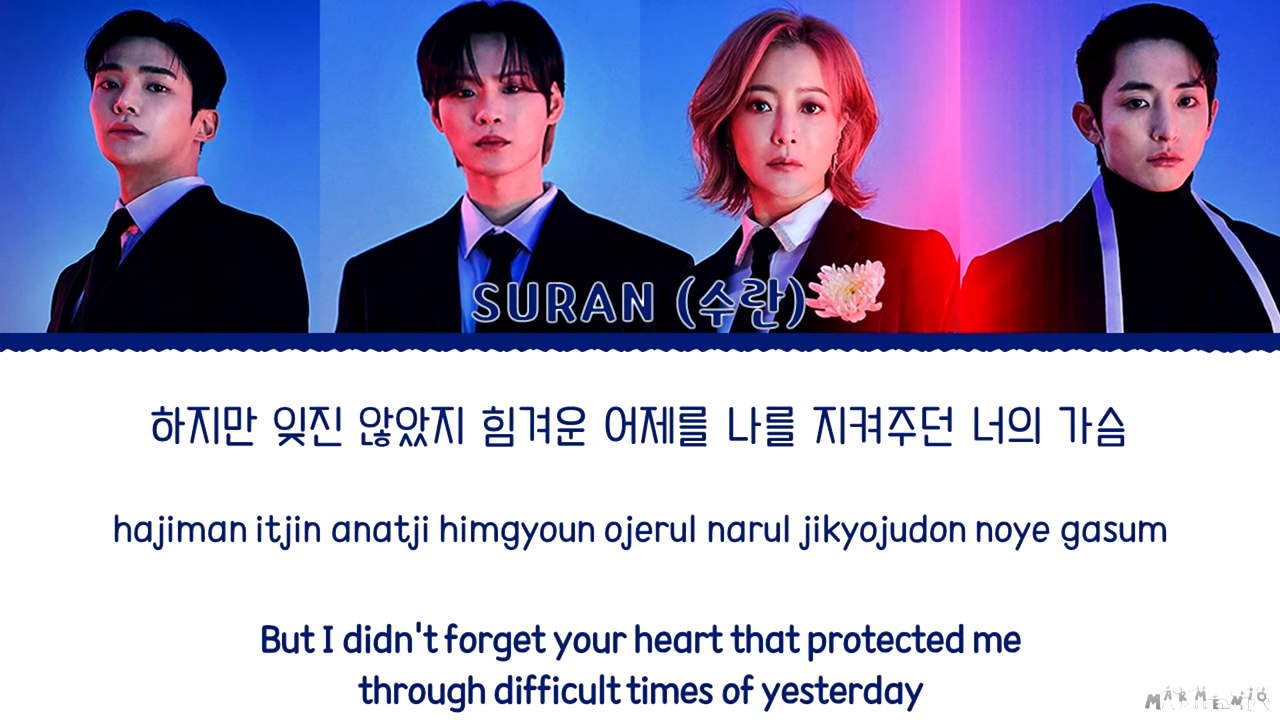 SURAN (수란)
하지만 잊진 않았지 힘겨운 어제를 나를 지켜주던 너의 가슴
hajiman itjin anatji himgyoun ojerul narul jikyojudon noye gasum
But I didn't forget your heart that protected me
through difficult times of yesterday